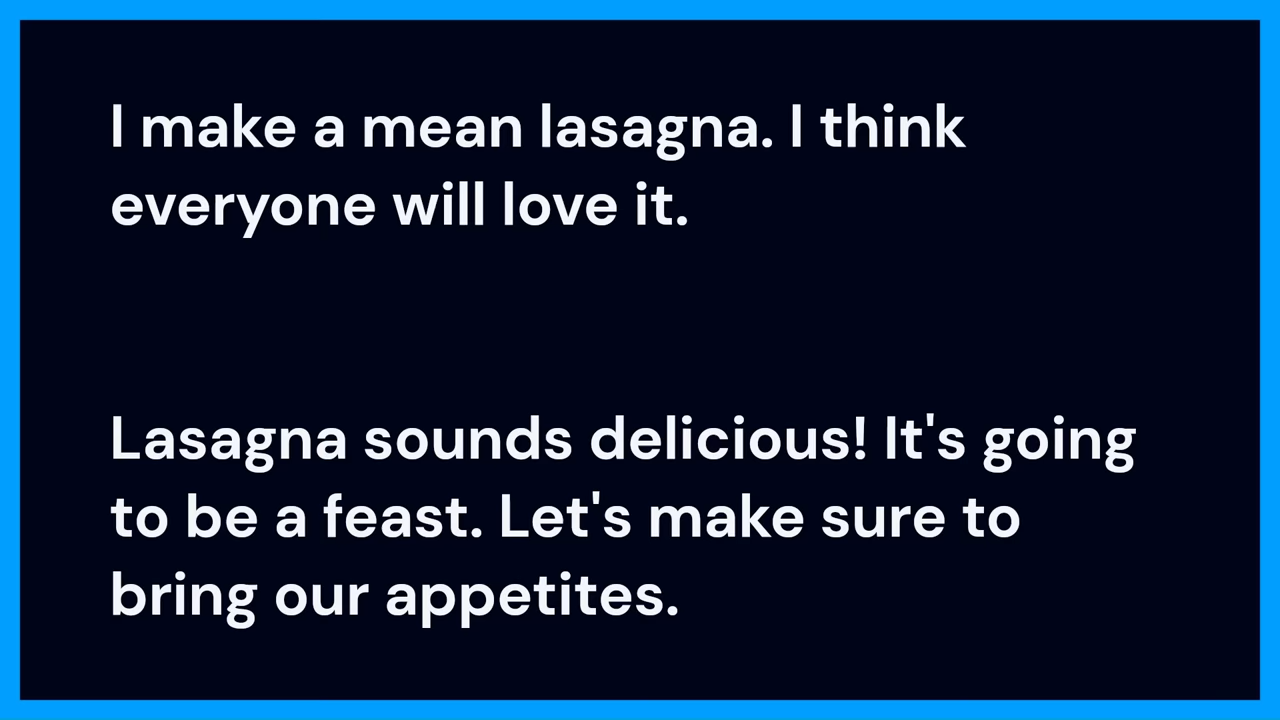 I make a mean lasagna. I think
everyone will love it.
Lasagna sounds delicious! It's going
to be a feast. Let's make sure to
bring our appetites.